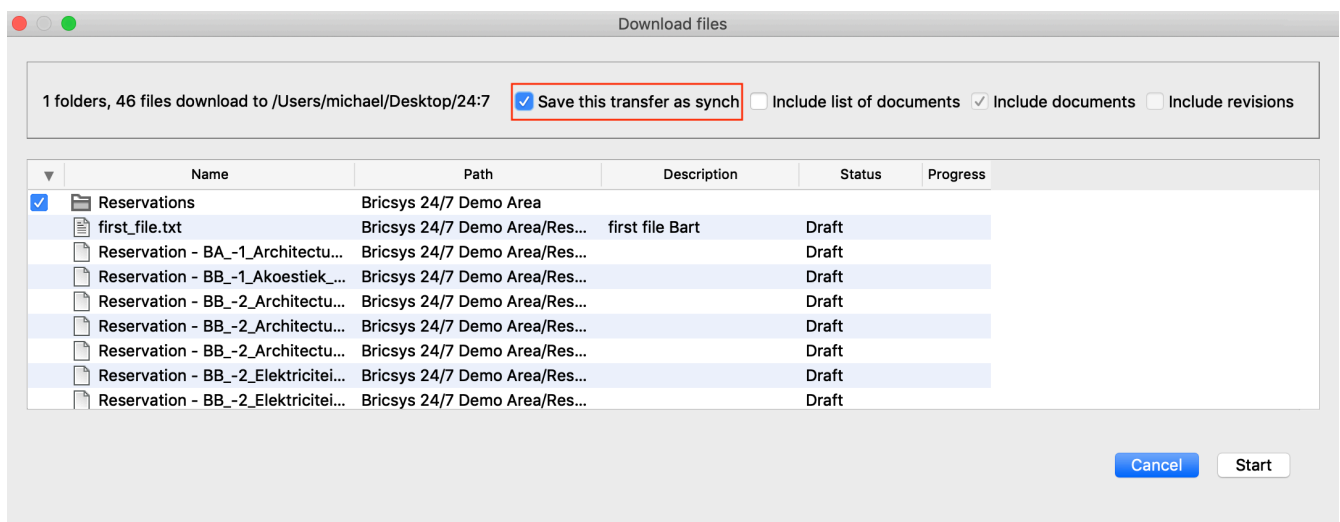 Download files
1 folders, 46 files download to /Users/michael/Desktop/24:7 Save this transfer as synch Include list of documents Include documents Include revisions
Name Path Description Status Progress
Reservations Bricsys 24/7 Demo Area
first_file.txt Bricsys 24/7 Demo Area/Res... first file Bart Draft
Reservation - BA_-1_Architectu... Bricsys 24/7 Demo Area/Res... Draft
Reservation - BB_-1_Akoestiek_... Bricsys 24/7 Demo Area/Res... Draft
Reservation - BB_-2_Architectu... Bricsys 24/7 Demo Area/Res... Draft
Reservation - BB_-2_Architectu... Bricsys 24/7 Demo Area/Res... Draft
Reservation - BB_-2_Architectu... Bricsys 24/7 Demo Area/Res... Draft
Reservation - BB_-2_Elektricitei... Bricsys 24/7 Demo Area/Res... Draft
Reservation - BB_-2_Elektricitei... Bricsys 24/7 Demo Area/Res... Draft
Cancel Start